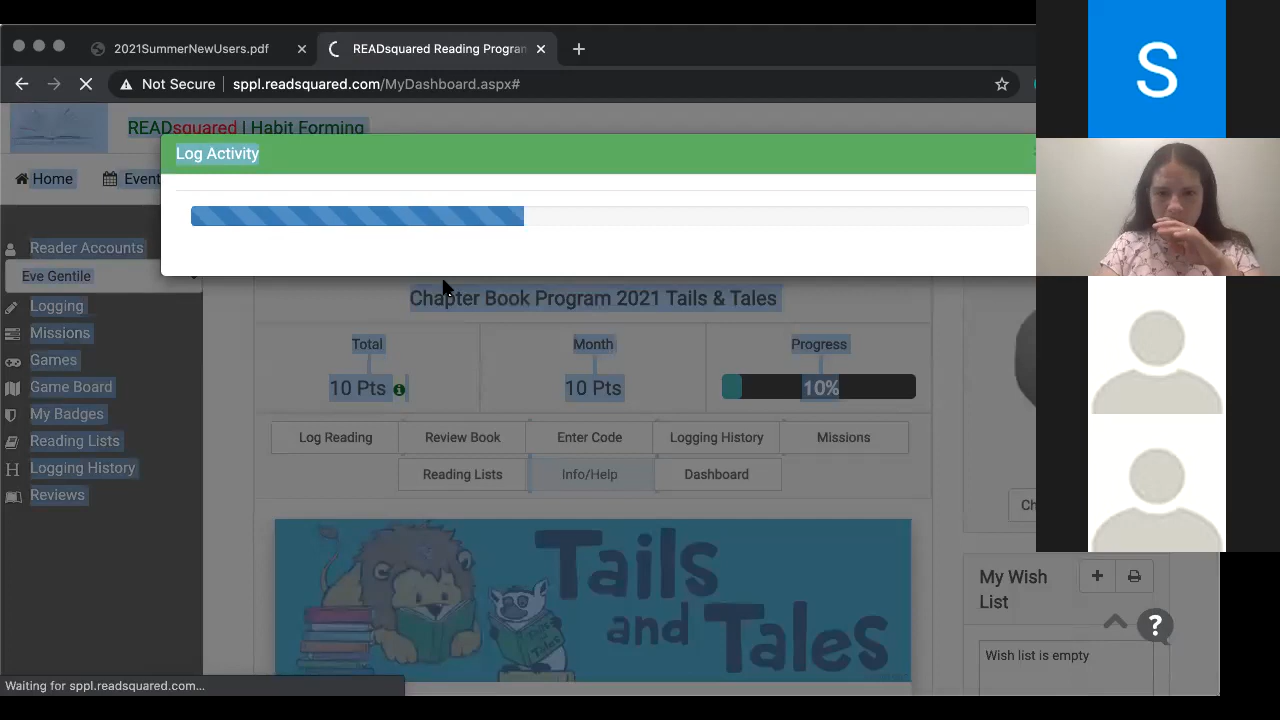 2021SummerNewUsers.pdf
READsquared Reading Program
Not Secure sppl.readsquared.com/MyDashboard.aspx#
READsquared | Habit Forming
Log Activity
Home
Event
Reader Accounts
Eve Gentile
Logging
Missions
Games
Game Board
My Badges
Reading Lists
H Logging History
Reviews
Chapter Book Program 2021 Tails & Tales
Total Month Progress
10 Pts 10 Pts 10%
Log Reading Review Book Enter Code Logging History Missions
Reading Lists Info/Help Dashboard
Tails
and Tales
Ch
My Wish
List
?
Wish list is empty
Waiting for sppl.readsquared.com...
S